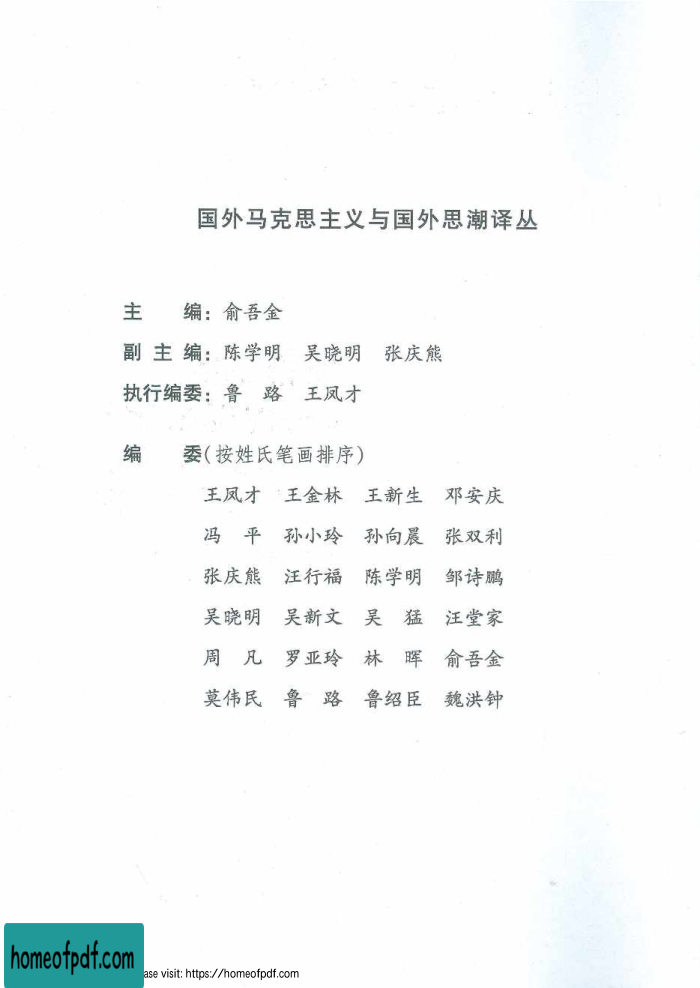 国外马克思主义与国外思潮译丛
主　　编：俞吾金
副 主 编：陈学明　吴晓明　张庆熊
执行编委：鲁　路　王凤才
编　　委(按姓氏笔画排序)
王凤才　王金林　王新生　邓安庆
冯　平　孙小玲　孙向晨　张双利
张庆熊　汪行福　陈学明　邹诗鹏
吴晓明　吴新文　吴　猛　汪堂家
周　凡　罗亚玲　林　晖　俞吾金
莫伟民　鲁　路　鲁绍臣　魏洪钟
homeofpdf.com
ase visit: https://homeofpdf.com